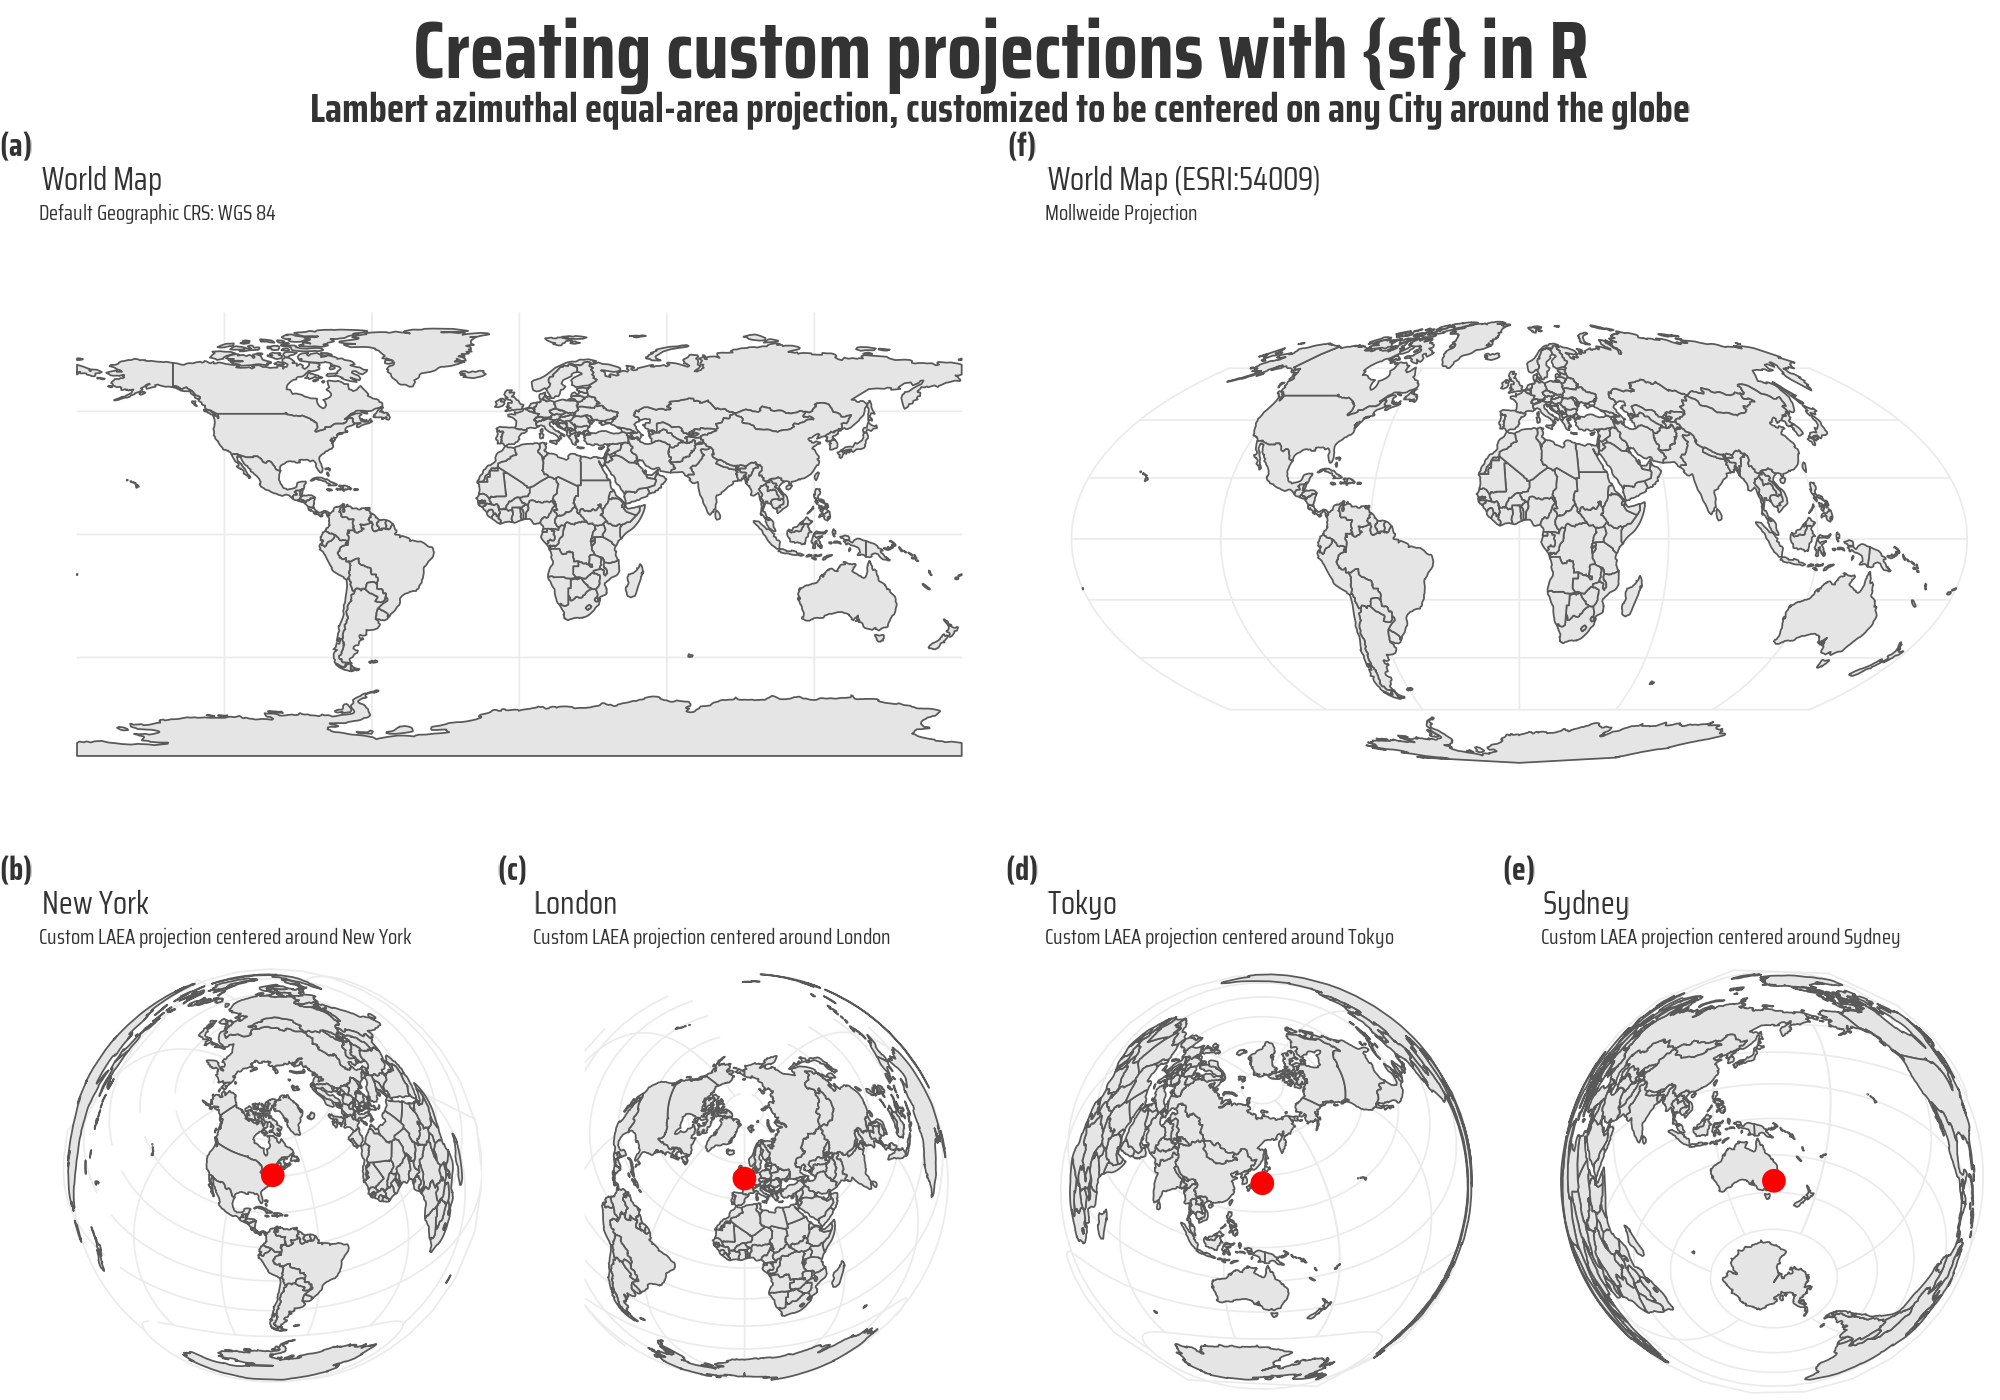 Creating custom projections with {sf} in R
Lambert azimuthal equal-area projection, customized to be centered on any City around the globe
(a)
World Map
Default Geographic CRS: WGS 84
(f)
World Map (ESRI:54009)
Mollweide Projection
(b)
New York
Custom LAEA projection centered around New York
(c)
London
Custom LAEA projection centered around London
(d)
Tokyo
Custom LAEA projection centered around Tokyo
(e)
Sydney
Custom LAEA projection centered around Sydney